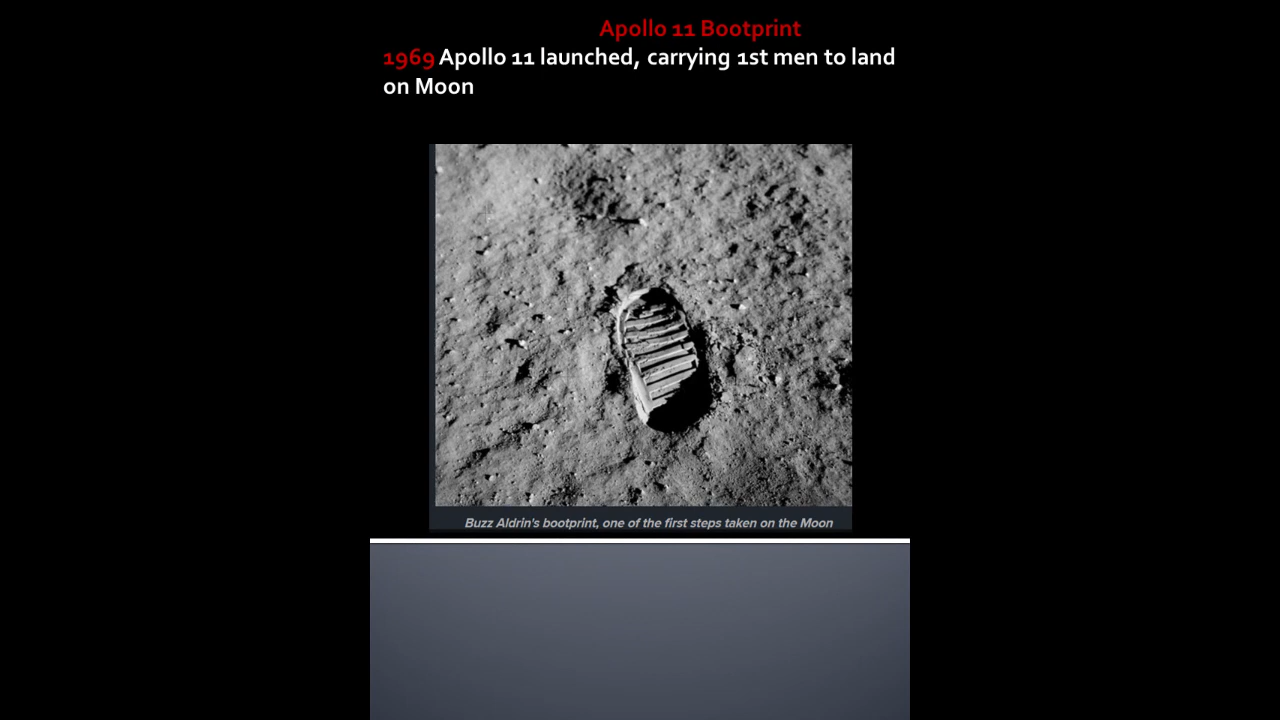 Apollo 11 Bootprint
1969 Apollo 11 launched, carrying 1st men to land
on Moon
Buzz Aldrin's bootprint, one of the first steps taken on the Moon